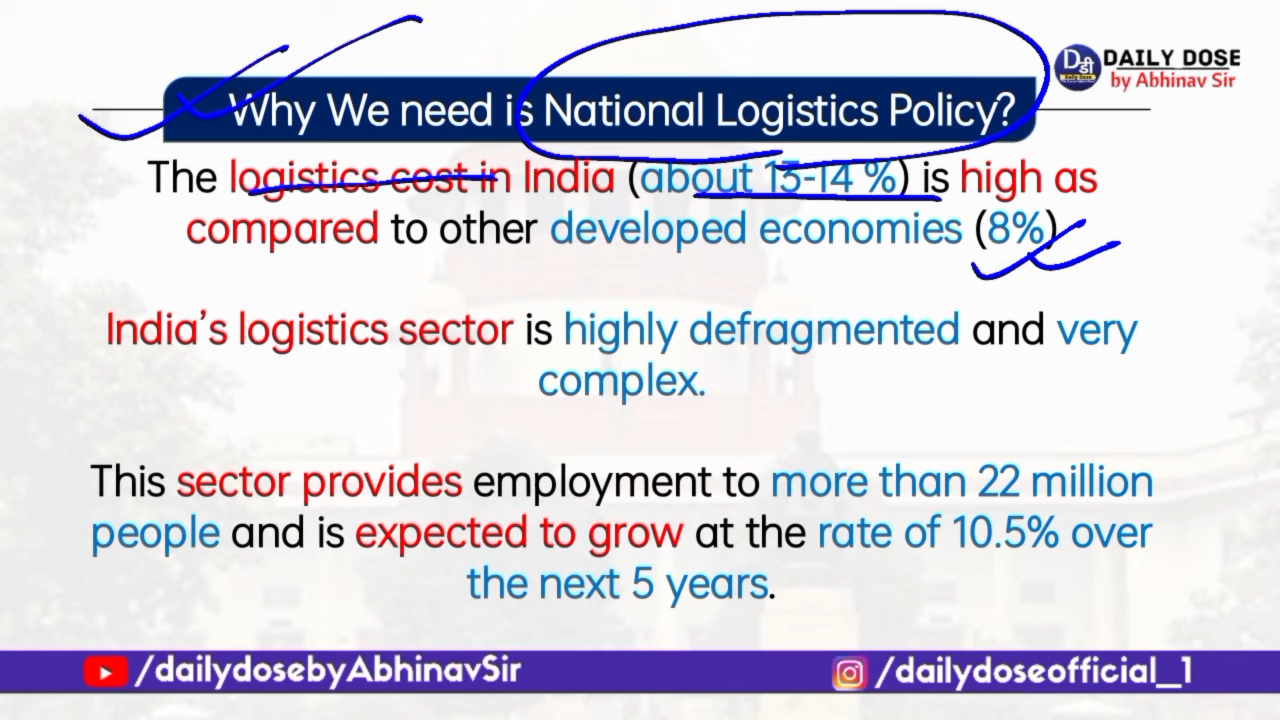 DAILY DOSE
by Abhinav Sir
Why We need is National Logistics Policy?
The logistics cost in India (about 13-14 %) is high as
compared to other developed economies (8%)
India's logistics sector is highly defragmented and very
complex.
This sector provides employment to more than 22 million
people and is expected to grow at the rate of 10.5% over
the next 5 years.
/dailydosebyAbhinavSir
/dailydoseofficial_1